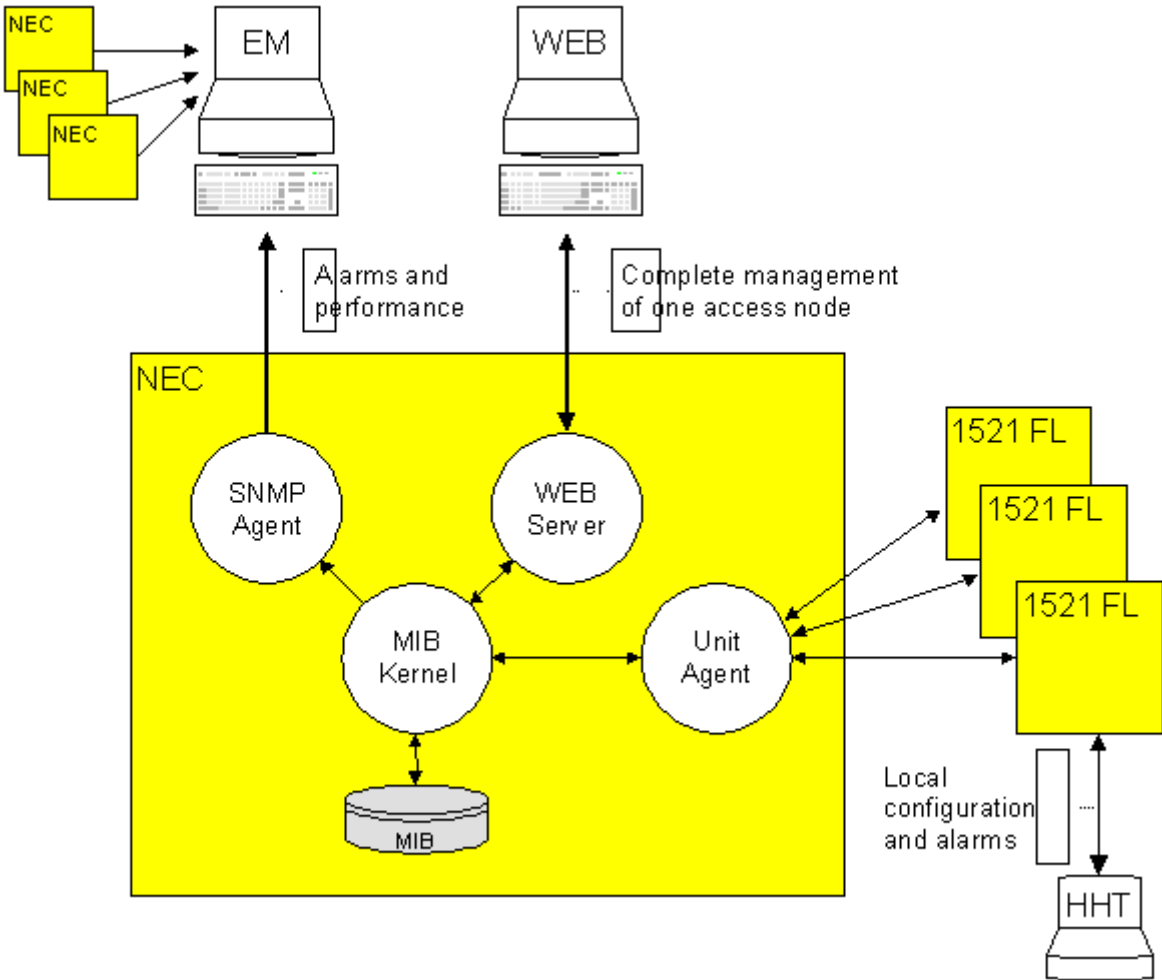 NEC
NEC
NEC
EM
WEB
Alarms and
performance
Complete management
of one access node
NEC
SNMP
Agent
WEB
Server
MIB
Kernel
Unit
Agent
MIB
1521 FL
1521 FL
1521 FL
Local
configuration
and alarms
HHT